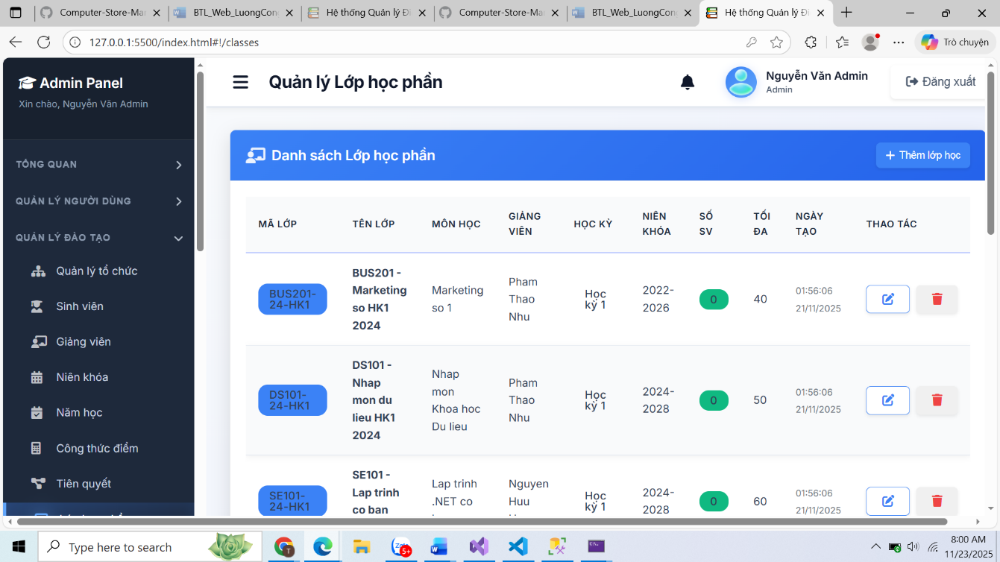 Computer-Store-Ma
BTL_Web_LuongCon
Hệ thống Quản lý Đi
Computer-Store-Ma
BTL_Web_LuongCon
Hệ thống Quản lý Đi
127.0.0.1:5500/index.html#!/classes
Trò chuyện
Admin Panel
Xin chào, Nguyễn Văn Admin
Quản lý Lớp học phần
Nguyễn Văn Admin
Admin
Đăng xuất
TỔNG QUAN
QUẢN LÝ NGƯỜI DÙNG
QUẢN LÝ ĐÀO TẠO
Quản lý tổ chức
Sinh viên
Giảng viên
Niên khóa
Năm học
Công thức điểm
Tiên quyết
Danh sách Lớp học phần
+ Thêm lớp học
MÃ LỚP
TÊN LỚP
MÔN HỌC
GIẢNG
VIÊN
HỌC KỲ
NIÊN
KHÓA
SỐ
SV
TỐI
ĐA
NGÀY
TẠO
THAO TÁC
BUS201-
24-HK1
BUS201 -
Marketing
so HK1
2024
Marketing
so 1
Pham
Thao
Nhu
Học
kỳ 1
2022-
2026
0
40
01:56:06
21/11/2025
DS101-
24-HK1
DS101 -
Nhap
mon du
lieu HK1
2024
Nhap
mon
Khoa hoc
Du lieu
Pham
Thao
Nhu
Học
kỳ 1
2024-
2028
0
50
01:56:06
21/11/2025
SE101-
24-HK1
SE101 -
Lap trinh
co ban
Lap trinh
.NET co
Nguyen
Huu
Học
kỳ 1
2024-
2028
0
60
01:56:06
21/11/2025
Type here to search
5+
8:00 AM
11/23/2025